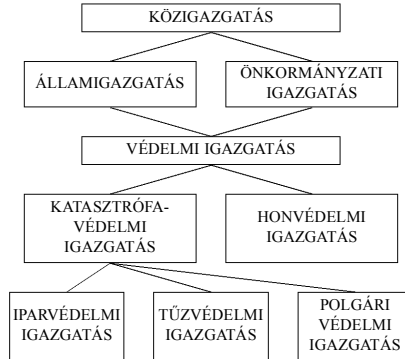 KÖZIGAZGATÁS
ÁLLAMIGAZGATÁS
ÖNKORMÁNYZATI
IGAZGATÁS
VÉDELMI IGAZGATÁS
KATASZTRÓFA-
VÉDELMI
IGAZGATÁS
HONVÉDELMI
IGAZGATÁS
IPARVÉDELMI
IGAZGATÁS
TŰZVÉDELMI
IGAZGATÁS
POLGÁRI
VÉDELMI
IGAZGATÁS